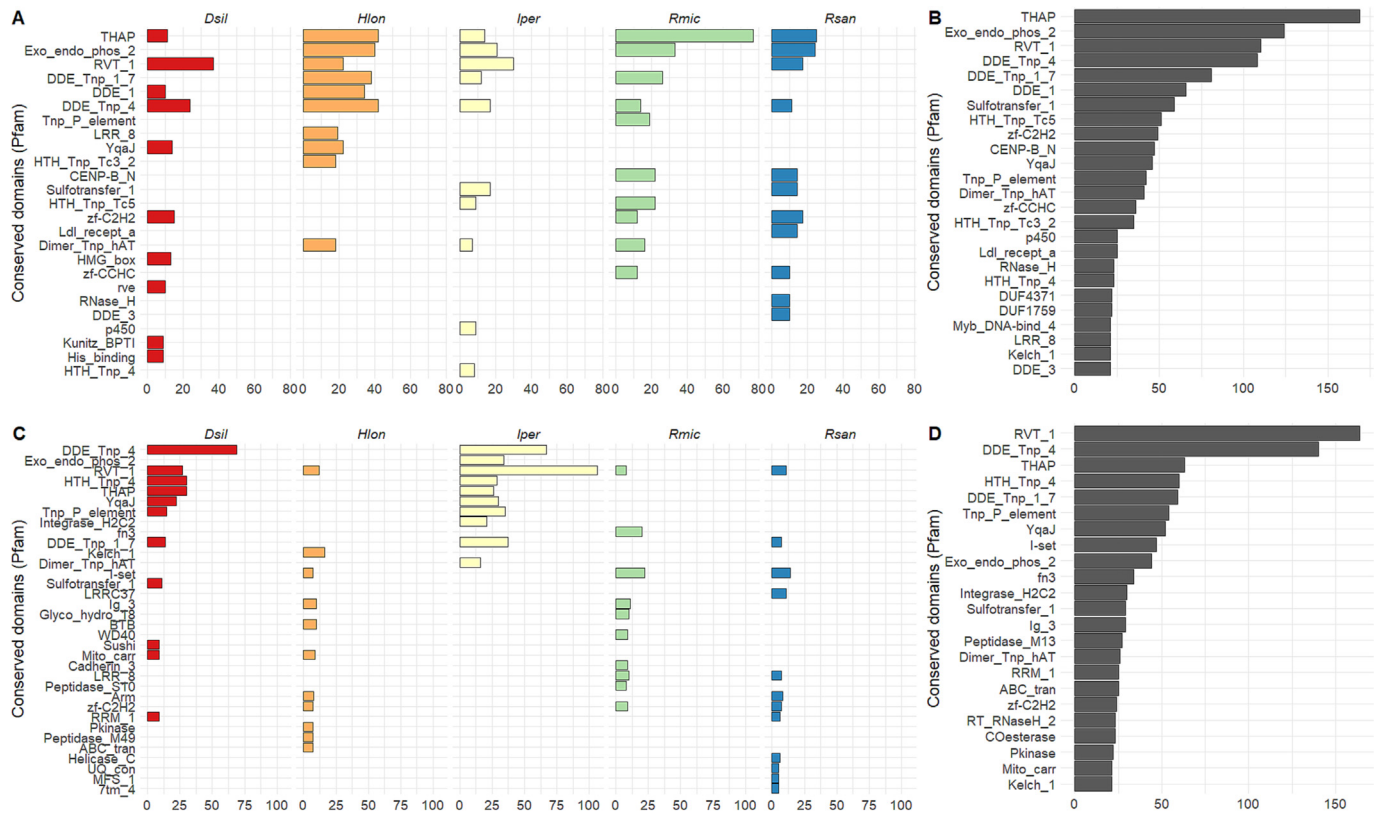 A
Dsil Hlon Iper Rmic Rsan
Conserved domains (Pfam)
THAP
Exo_endo_phos_2
RVT_1
DDE_Tnp_1_7
DDE_1
DDE_Tnp_4
Tnp_P_element
LRR_8
YqaJ
HTH_Tnp_Tc3_2
CENP-B_N
Sulfotransfer_1
HTH_Tnp_Tc5
zf-C2H2
Ldl_recept_a
Dimer_Tnp_hAT
HMG_box
zf-CCHC
rve
RNase_H
DDE_3
p450
Kunitz_BPTI
His_binding
HTH_Tnp_4
0 20 40 60 80 0 20 40 60 80 0 20 40 60 80 0 20 40 60 80 0 20 40 60 80
B
Conserved domains (Pfam)
THAP
Exo_endo_phos_2
RVT_1
DDE_Tnp_4
DDE_Tnp_1_7
DDE_1
Sulfotransfer_1
HTH_Tnp_Tc5
zf-C2H2
CENP-B_N
YqaJ
Tnp_P_element
Dimer_Tnp_hAT
zf-CCHC
HTH_Tnp_Tc3_2
p450
Ldl_recept_a
RNase_H
HTH_Tnp_4
DUF4371
DUF1759
Myb_DNA-bind_4
LRR_8
Kelch_1
DDE_3
0 50 100 150
C
Dsil Hlon Iper Rmic Rsan
Conserved domains (Pfam)
DDE_Tnp_4
Exo_endo_phos_2
RVT_1
HTH_Tnp_4
THAP
YqaJ
Tnp_P_element
Integrase_H2C2
fn3
DDE_Tnp_1_7
Kelch_1
Dimer_Tnp_hAT
I-set
Sulfotransfer_1
LRRC37
Ig_3
Glyco_hydro_18
BTB
WD40
Sushi
Mito_carr
Cadherin_3
LRR_8
Peptidase_S10
Arm
zf-C2H2
RRM_1
Pkinase
Peptidase_M49
ABC_tran
Helicase_C
UQ_con
MFS_1
7tm_4
0 25 50 75 100 0 25 50 75 100 0 25 50 75 100 0 25 50 75 100 0 25 50 75 100
D
Conserved domains (Pfam)
RVT_1
DDE_Tnp_4
THAP
HTH_Tnp_4
DDE_Tnp_1_7
Tnp_P_element
YqaJ
I-set
Exo_endo_phos_2
fn3
Integrase_H2C2
Sulfotransfer_1
Ig_3
Peptidase_M13
Dimer_Tnp_hAT
RRM_1
ABC_tran
zf-C2H2
RT_RNaseH_2
COesterase
Pkinase
Mito_carr
Kelch_1
0 50 100 150